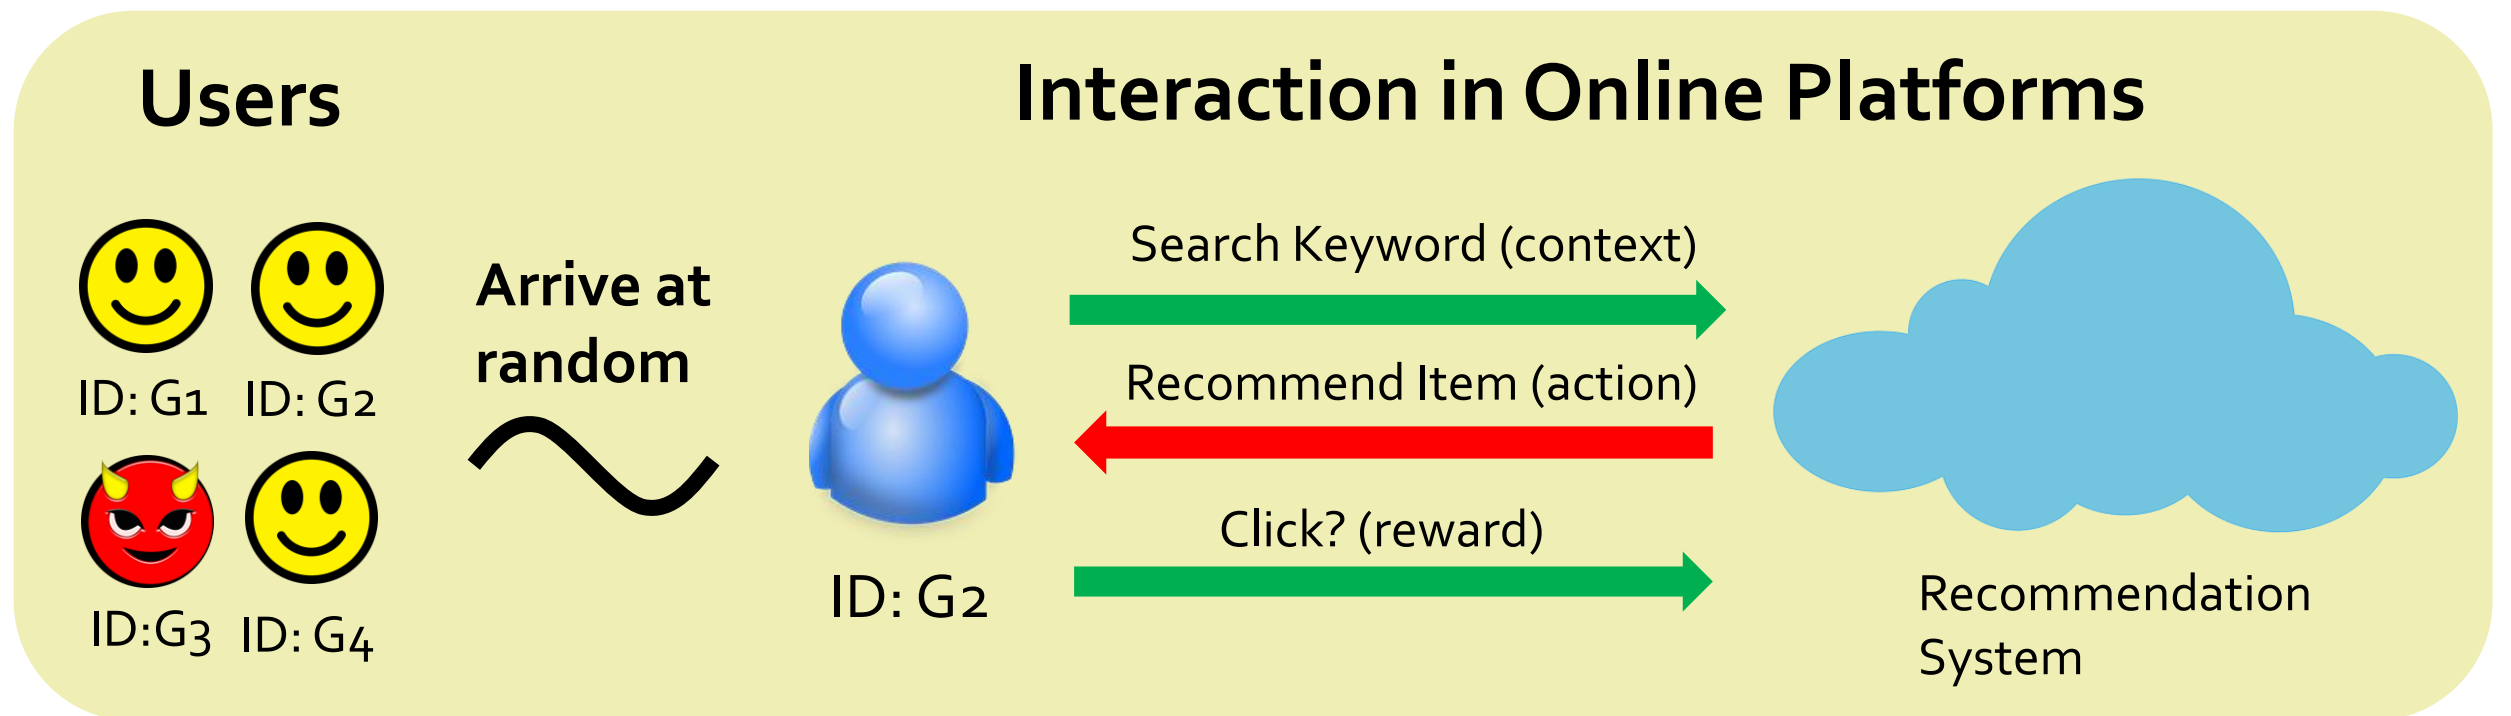 Users
Interaction in Online Platforms
ID: G1
ID: G2
ID:G3
ID: G4
Arrive at
random
ID: G2
Search Keyword (context)
Recommend Item (action)
Click? (reward)
Recommendation
System